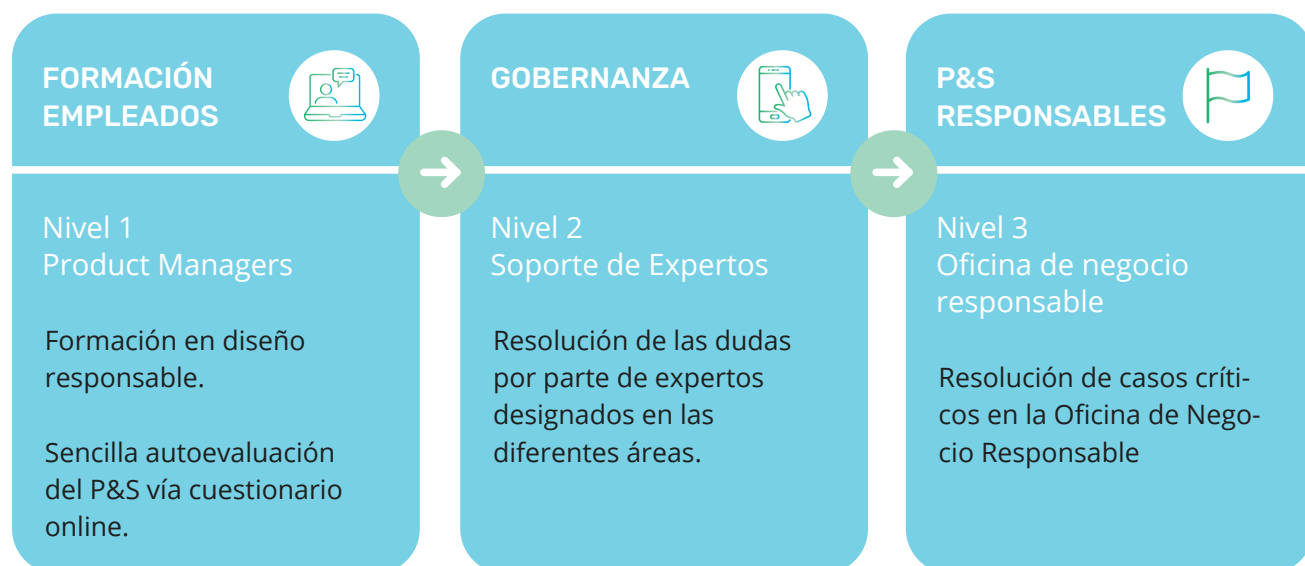 FORMACIÓN
EMPLEADOS
Nivel 1
Product Managers
Formación en diseño
responsable.
Sencilla autoevaluación
del P&S vía cuestionario
online.
GOBERNANZA
Nivel 2
Soporte de Expertos
Resolución de las dudas
por parte de expertos
designados en las
diferentes áreas.
P&S
RESPONSABLES
Nivel 3
Oficina de negocio
responsable
Resolución de casos críti-
cos en la Oficina de Nego-
cio Responsable